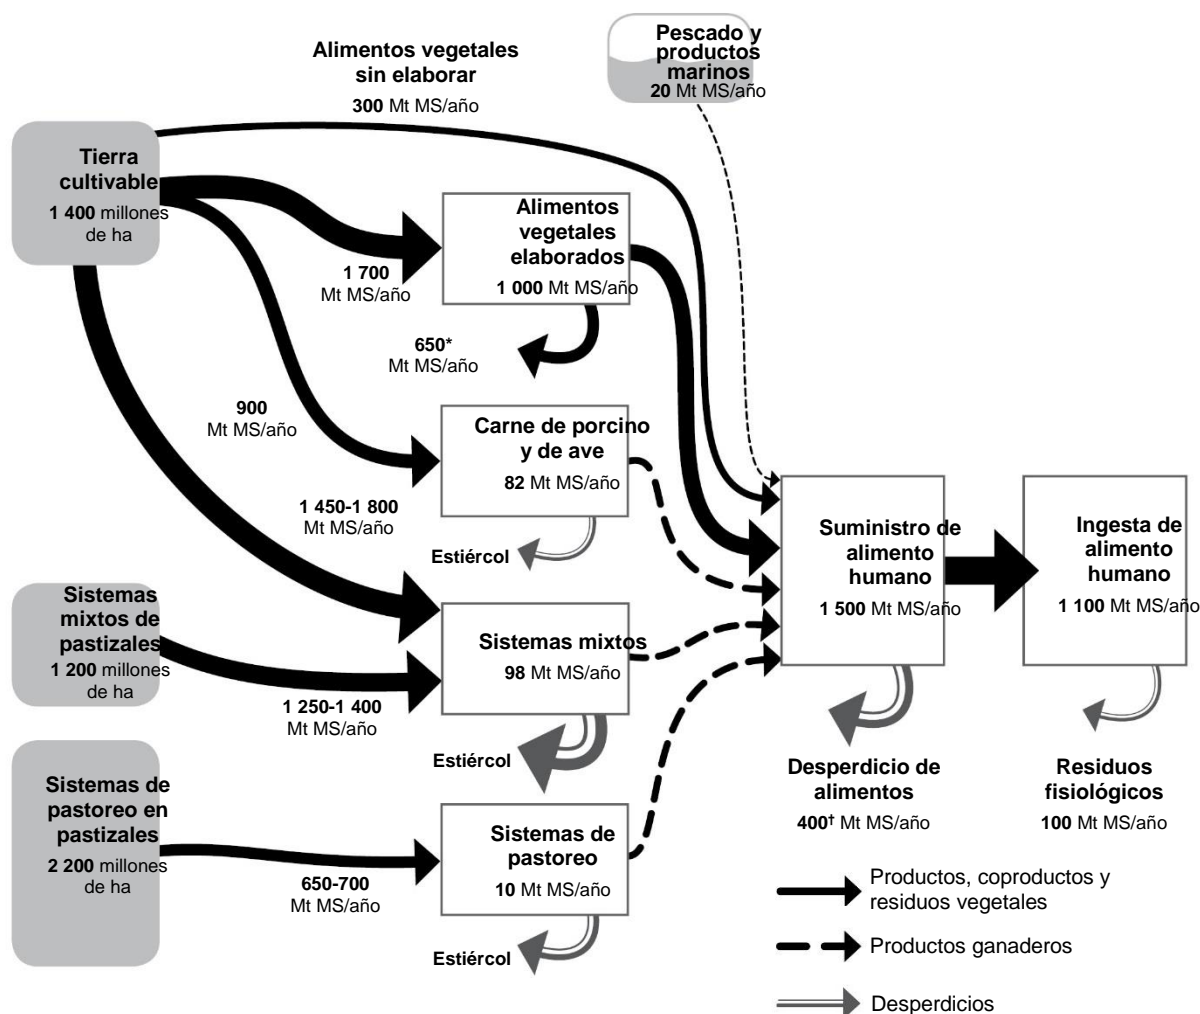 Alimentos vegetales
sin elaborar
300 Mt MS/año
Pescado y
productos
marinos
20 Mt MS/año
Tierra
cultivable
1 400 millones
de ha
1 700
Mt MS/año
Alimentos
vegetales
elaborados
1 000 Mt MS/año
650*
Mt MS/año
900
Mt MS/año
Carne de porcino
y de ave
82 Mt MS/año
Estiércol
1 450-1 800
Mt MS/año
Sistemas
mixtos de
pastizales
1 200 millones
de ha
1 250-1 400
Mt MS/año
Sistemas mixtos
98 Mt MS/año
Estiércol
Sistemas de
pastoreo en
pastizales
2 200 millones
de ha
650-700
Mt MS/año
Sistemas de
pastoreo
10 Mt MS/año
Estiércol
Suministro de
alimento
humano
1 500 Mt MS/año
Ingesta de
alimento
humano
1 100 Mt MS/año
Desperdicio de
alimentos
400† Mt MS/año
Residuos
fisiológicos
100 Mt MS/año
Productos, coproductos y
residuos vegetales
Productos ganaderos
Desperdicios